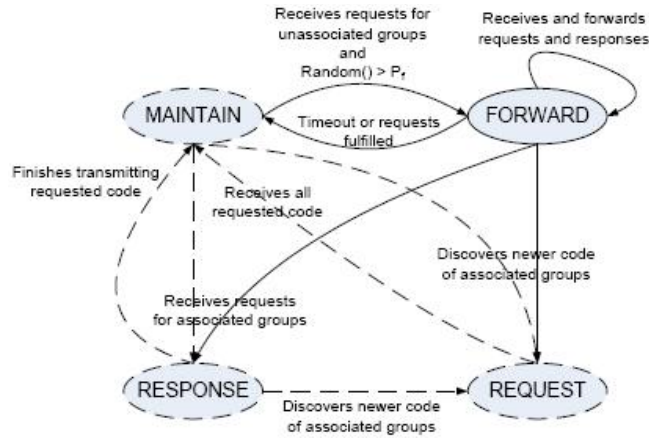 Receives requests for
unassociated groups
and
Random() > Pf
Receives and forwards
requests and responses
MAINTAIN
FORWARD
Timeout or requests
fulfilled
Finishes transmitting
requested code
Receives all
requested code
Discovers newer code
of associated groups
Receives requests
for associated groups
RESPONSE
REQUEST
Discovers newer code
of associated groups